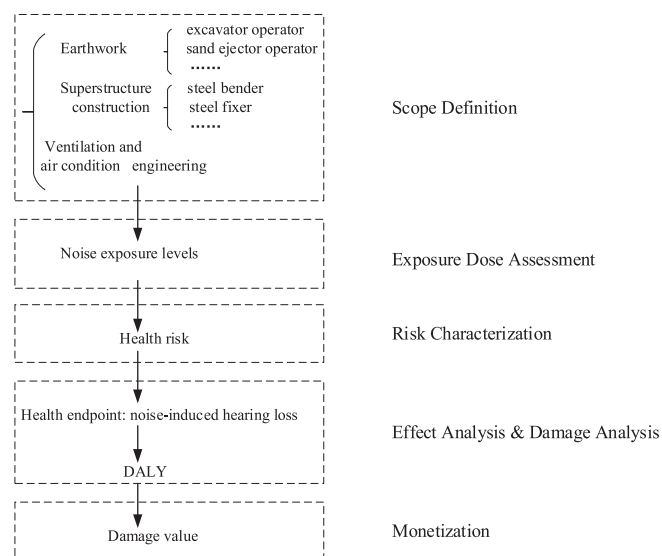 excavator operator
Earthwork
sand ejector operator
......
Superstructure
steel bender
construction
steel fixer
......
Scope Definition
Ventilation and
air condition engineering
Noise exposure levels
Exposure Dose Assessment
Health risk
Risk Characterization
Health endpoint: noise-induced hearing loss
Effect Analysis & Damage Analysis
DALY
Damage value
Monetization